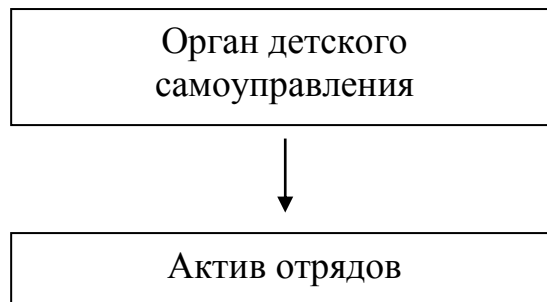 Орган детского
самоуправления
Актив отрядов